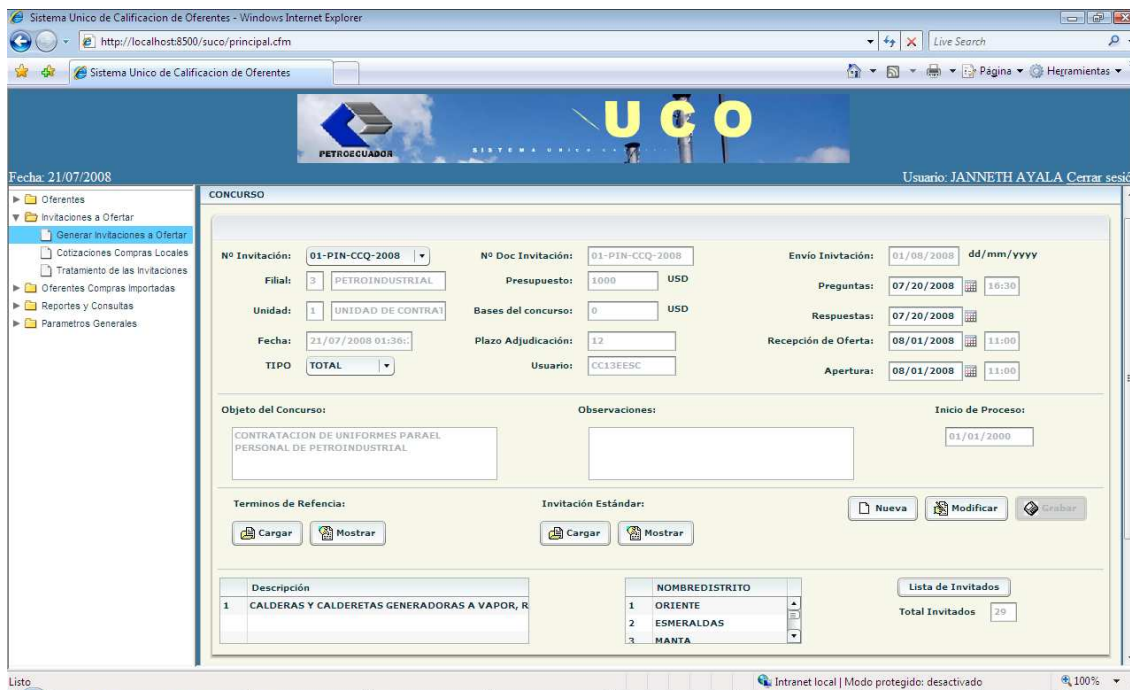 Sistema Unico de Calificacion de Oferentes - Windows Internet Explorer
http://localhost:8500/suco/principal.cfm
Live Search
Sistema Unico de Calificacion de Oferentes
Página
Herramientas
PETROECUADOR
UCO
SISTEMA UNICO
Fecha: 21/07/2008
Usuario: JANNETH AYALA Cerrar sesió
Oferentes
Invitaciones a Ofertar
Generar Invitaciones a Ofertar
Cotizaciones Compras Locales
Tratamiento de las Invitaciones
Oferentes Compras Importadas
Reportes y Consultas
Parametros Generales
CONCURSO
Nº Invitación: 01-PIN-CCQ-2008 Nº Doc Invitación: 01-PIN-CCQ-2008 Envío Inivtación: 01/08/2008 dd/mm/yyyy
Filial: 3 PETROINDUSTRIAL Presupuesto: 1000 USD Preguntas: 07/20/2008 16:30
Unidad: 1 UNIDAD DE CONTRAT Bases del concurso: 0 USD Respuestas: 07/20/2008
Fecha: 21/07/2008 01:36: Plazo Adjudicación: 12 Recepción de Oferta: 08/01/2008 11:00
TIPO TOTAL Usuario: CC13EESC Apertura: 08/01/2008 11:00
Objeto del Concurso: Observaciones: Inicio de Proceso:
CONTRATACION DE UNIFORMES PARAEL
PERSONAL DE PETROINDUSTRIAL
01/01/2000
Terminos de Refencia: Invitación Estándar:
Cargar Mostrar Cargar Mostrar Nueva Modificar Grabar
Descripción
1 CALDERAS Y CALDERETAS GENERADORAS A VAPOR, R
NOMBREDISTRITO
1 ORIENTE
2 ESMERALDAS
3 MANTA
Lista de Invitados
Total Invitados 29
Listo
Intranet local | Modo protegido: desactivado
100%